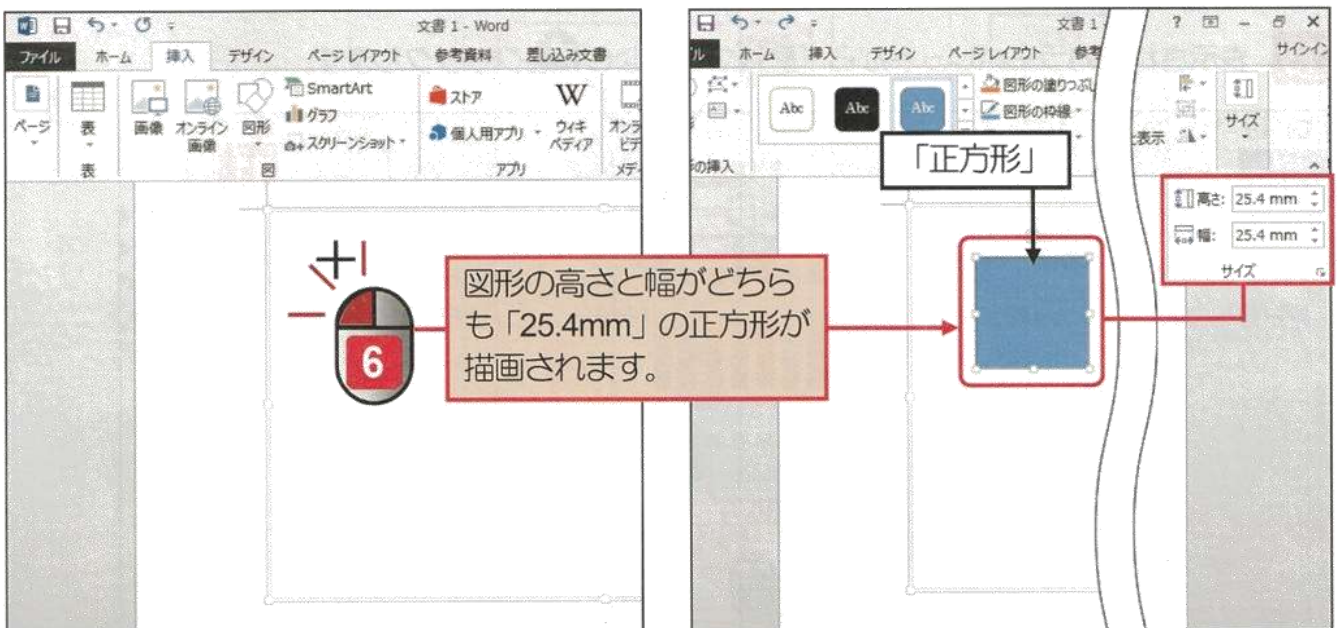 文書 1 - Word
ファイル ホーム 挿入 デザイン ページ レイアウト 参考資料 差し込み文書
ページ
表
表
画像
オンライン
画像
図形
SmartArt
グラフ
スクリーンショット
図
ストア
個人用アプリ
アプリ
W
ウィキ
ペディア
6
図形の高さと幅がどちら
も「25.4mm」の正方形が
描画されます。
文書 1
? サインイン
ホーム 挿入 デザイン ページ レイアウト
Abc Abc Abc
図形の塗りつぶし
図形の枠線
の挿入
表示
サイズ
「正方形」
高さ: 25.4 mm
幅: 25.4 mm
サイズ